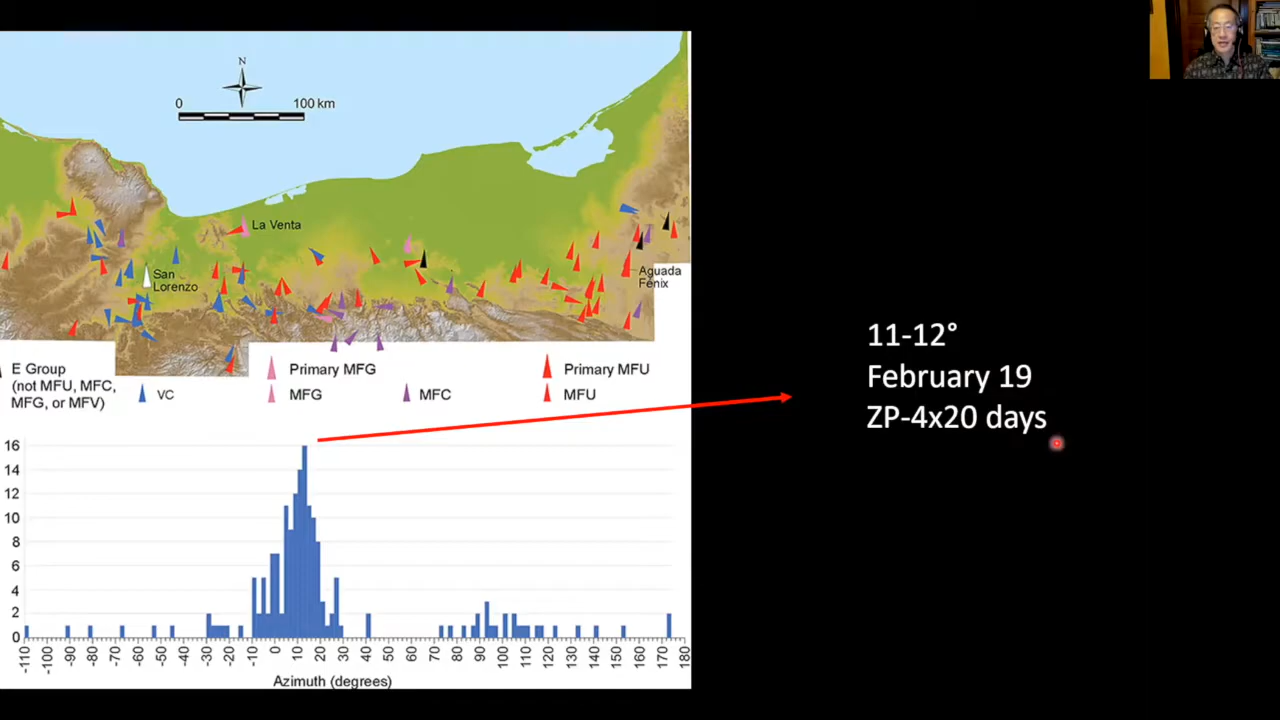 N
0 100 km
La Venta
San
Lorenzo
Aguada
Fénix
E Group
(not MFU, MFC,
MFG, or MFV)
VC
Primary MFG
MFG
MFC
Primary MFU
MFU
11-12°
February 19
ZP-4x20 days
16
14
12
10
8
6
4
2
0
-110 -100 -90 -80 -70 -60 -50 -40 -30 -20 -10 0 10 20 30 40 50 60 70 80 90 100 110 120 130 140 150 160 170 180
Azimuth (degrees)